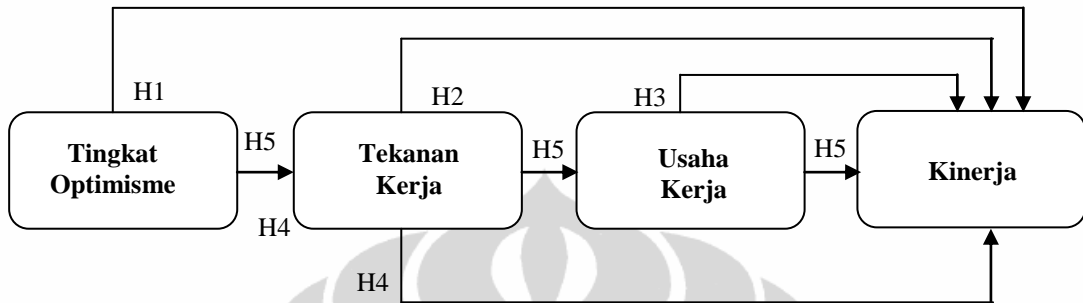 H1
H2
H3
Tingkat
Optimisme
H5
Tekanan
Kerja
H5
Usaha
Kerja
H5
Kinerja
H4
H4